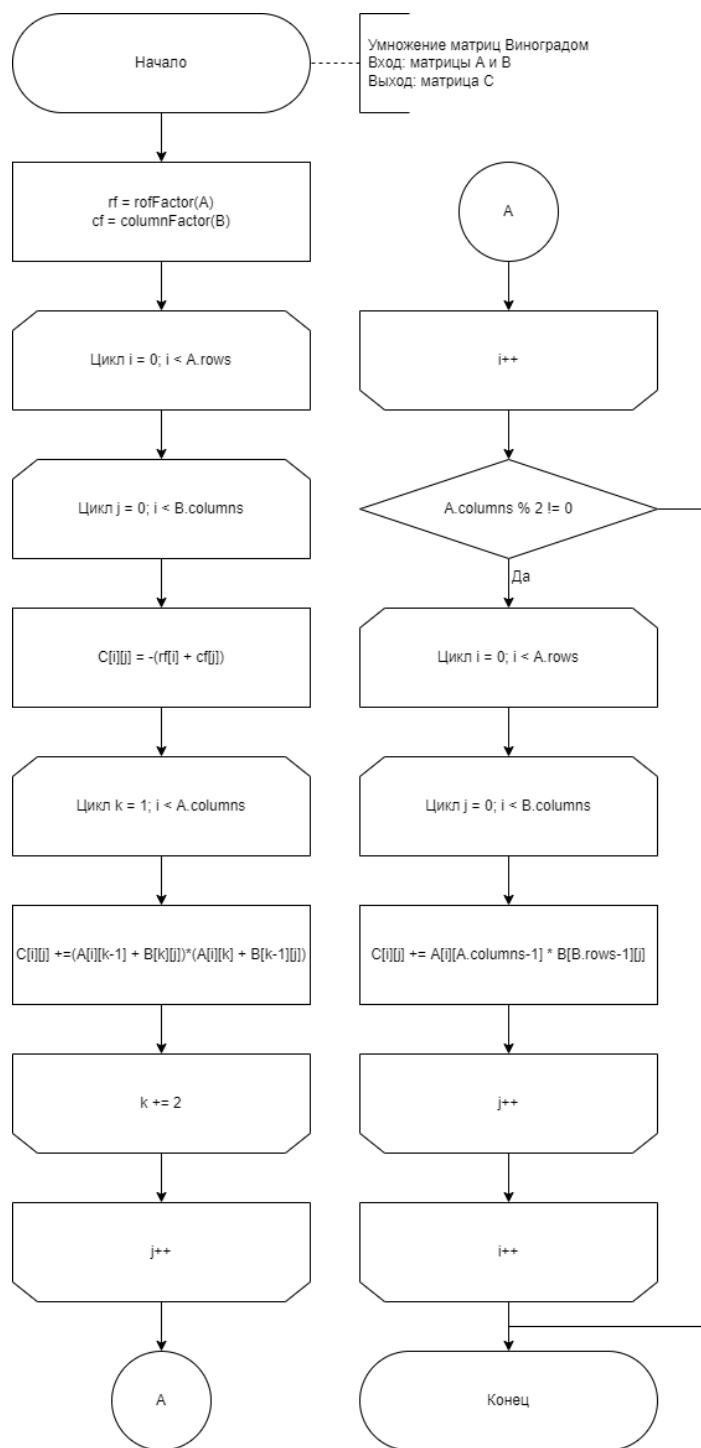 Начало
Умножение матриц Виноградом
Вход: матрицы А и В
Выход: матрица С
rf = rofFactor(A)
cf = columnFactor(B)
Цикл i = 0; i < A.rows
Цикл j = 0; i < B.columns
C[i][j] = -(rf[i] + cf[j])
Цикл k = 1; i < A.columns
C[i][j] +=(A[i][k-1] + B[k][j])*(A[i][k] + B[k-1][j])
k += 2
j++
A
A
i++
A.columns % 2 != 0
Да
Цикл i = 0; i < A.rows
Цикл j = 0; i < B.columns
C[i][j] += A[i][A.columns-1] * B[B.rows-1][j]
j++
i++
Конец